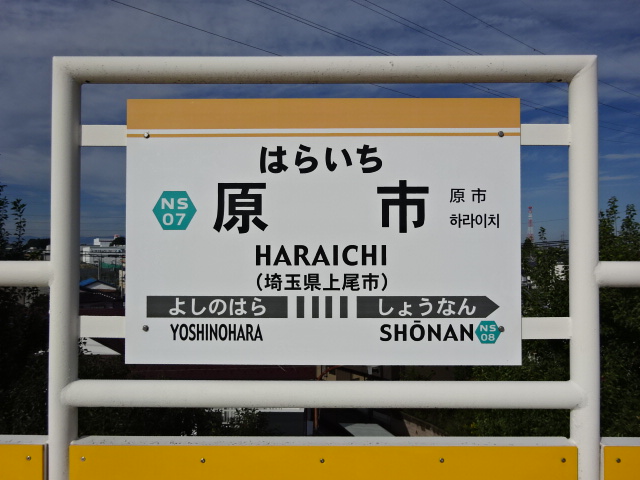 はらいち
NS
07
原市
原市
하라이치
HARAICHI
(埼玉県上尾市)
よしのはら しょうなん
YOSHINOHARA SHŌNAN
NS
08